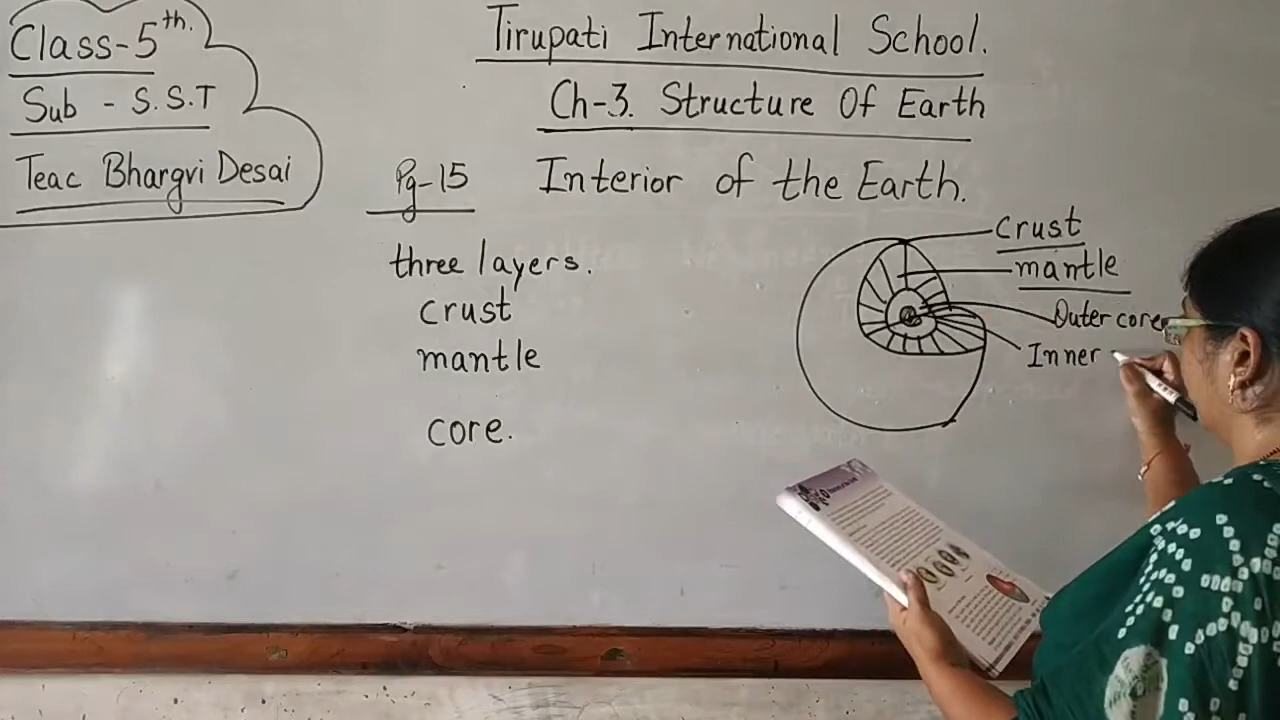 Class-5th.
Sub - S.S.T
Teac Bhargvi Desai
Tirupati International School.
Ch-3. Structure Of Earth
Pg-15
Interior of the Earth.
three layers.
crust
mantle
core.
crust
mantle
Outer core
Inner